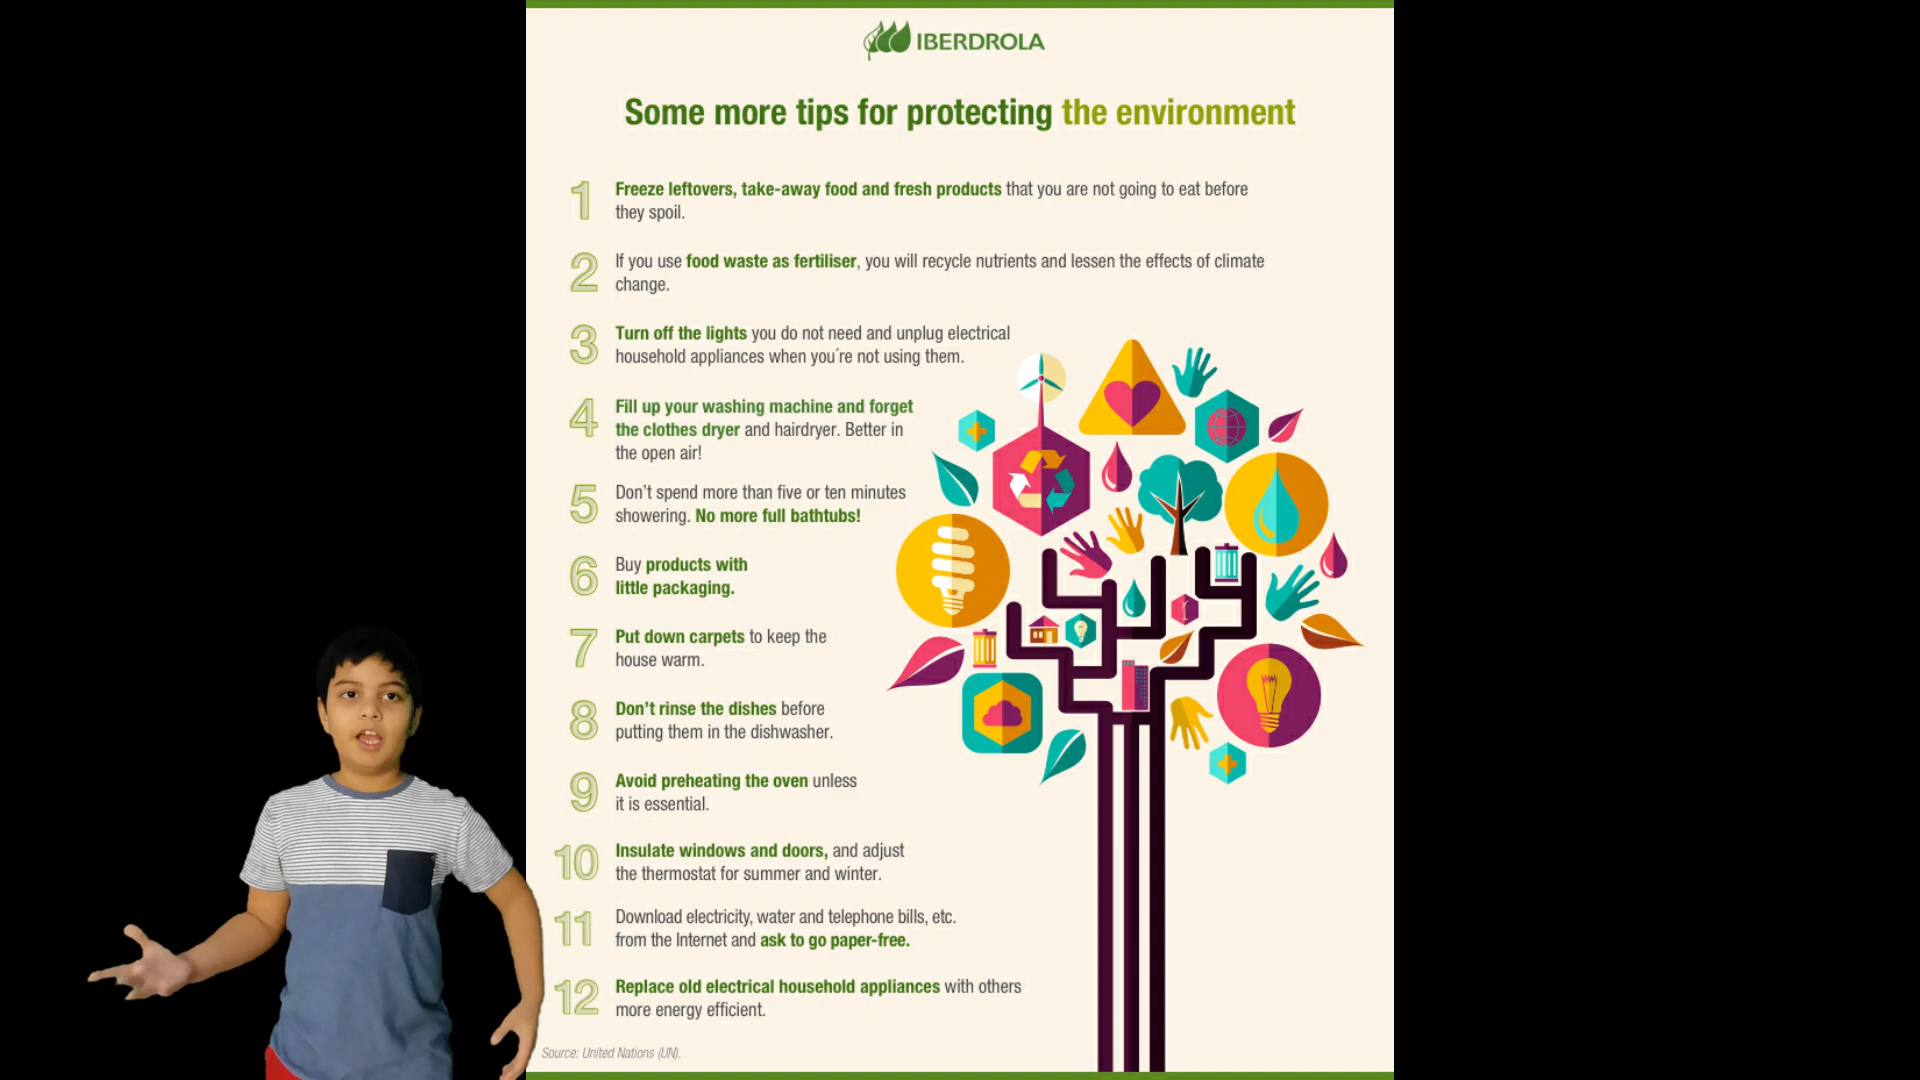 IBERDROLA
Some more tips for protecting the environment
1
Freeze leftovers, take-away food and fresh products that you are not going to eat before
they spoil.
2
If you use food waste as fertiliser, you will recycle nutrients and lessen the effects of climate
change.
3
Turn off the lights you do not need and unplug electrical
household appliances when you´re not using them.
4
Fill up your washing machine and forget
the clothes dryer and hairdryer. Better in
the open air!
5
Don’t spend more than five or ten minutes
showering. No more full bathtubs!
6
Buy products with
little packaging.
7
Put down carpets to keep the
house warm.
8
Don’t rinse the dishes before
putting them in the dishwasher.
9
Avoid preheating the oven unless
it is essential.
10
Insulate windows and doors, and adjust
the thermostat for summer and winter.
11
Download electricity, water and telephone bills, etc.
from the Internet and ask to go paper-free.
12
Replace old electrical household appliances with others
more energy efficient.
Source: United Nations (UN).